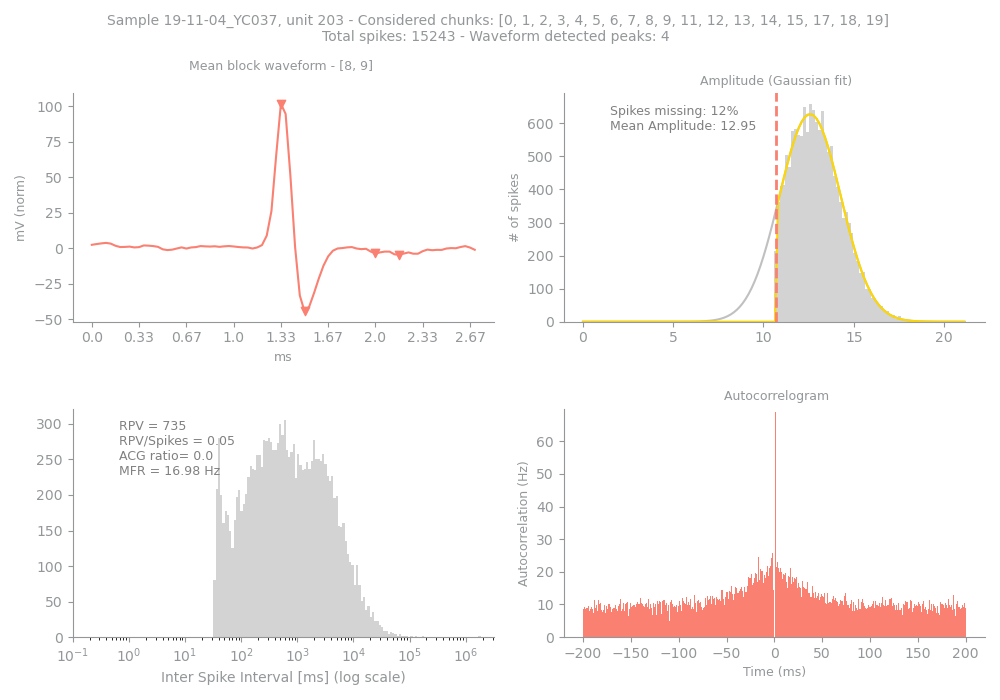 Sample 19-11-04_YC037, unit 203 - Considered chunks: [0, 1, 2, 3, 4, 5, 6, 7, 8, 9, 11, 12, 13, 14, 15, 17, 18, 19]
Total spikes: 15243 - Waveform detected peaks: 4
Mean block waveform - [8, 9]
100
75
50
25
0
−25
−50
mV (norm)
0.0 0.33 0.67 1.0 1.33 1.67 2.0 2.33 2.67
ms
Amplitude (Gaussian fit)
Spikes missing: 12%
Mean Amplitude: 12.95
600
500
400
300
200
100
0
# of spikes
0 5 10 15 20
RPV = 735
RPV/Spikes = 0.05
ACG ratio= 0.0
MFR = 16.98 Hz
300
250
200
150
100
50
0
10⁻¹ 10⁰ 10¹ 10² 10³ 10⁴ 10⁵ 10⁶
Inter Spike Interval [ms] (log scale)
Autocorrelogram
60
50
40
30
20
10
0
Autocorrelation (Hz)
−200 −150 −100 −50 0 50 100 150 200
Time (ms)